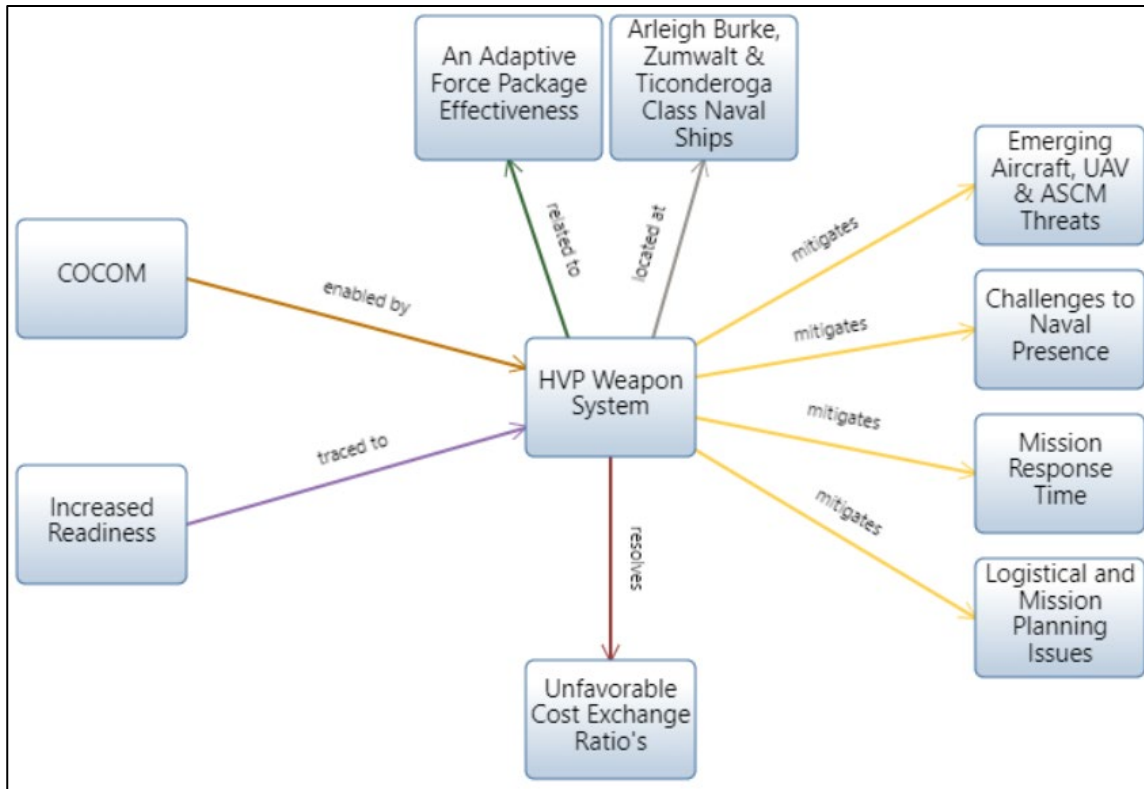 An Adaptive
Force Package
Effectiveness
Arleigh Burke,
Zumwalt &
Ticonderoga
Class Naval
Ships
Emerging
Aircraft, UAV
& ASCM
Threats
COCOM
enabled by
related to
located at
mitigates
Challenges to
Naval
Presence
mitigates
HVP Weapon
System
Increased
Readiness
traced to
mitigates
Mission
Response
Time
mitigates
Logistical and
Mission
Planning
Issues
resolves
Unfavorable
Cost Exchange
Ratio's